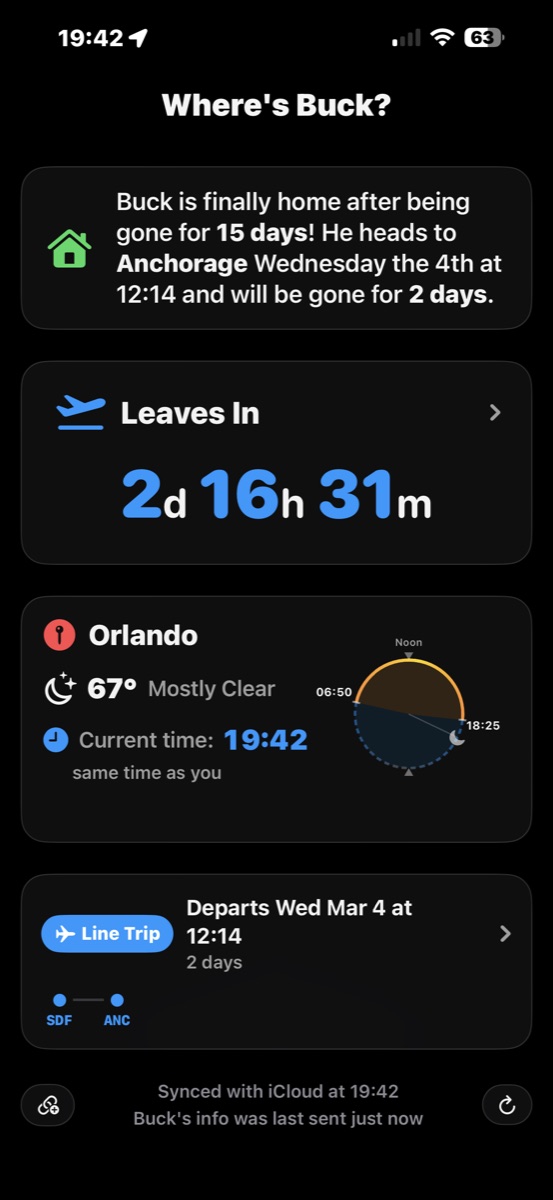 19:42
63
Where's Buck?
Buck is finally home after being
gone for 15 days! He heads to
Anchorage Wednesday the 4th at
12:14 and will be gone for 2 days.
Leaves In
2d 16h 31m
Orlando
67° Mostly Clear
Current time: 19:42
same time as you
Noon
06:50
18:25
Line Trip
Departs Wed Mar 4 at
12:14
2 days
SDF ANC
Synced with iCloud at 19:42
Buck's info was last sent just now